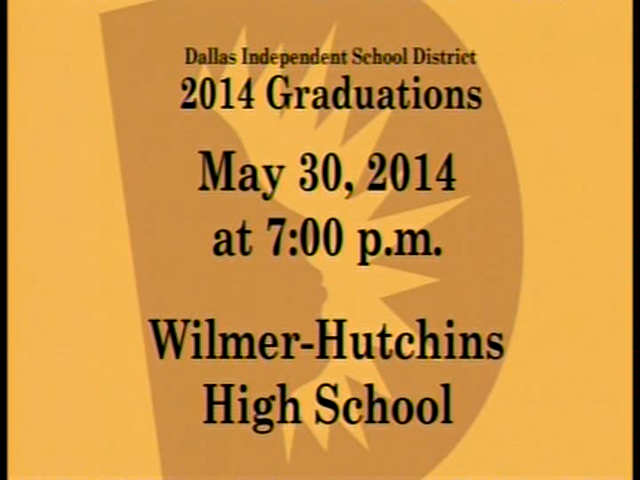 Dallas Independent School District
2014 Graduations
May 30, 2014
at 7:00 p.m.
Wilmer-Hutchins
High School